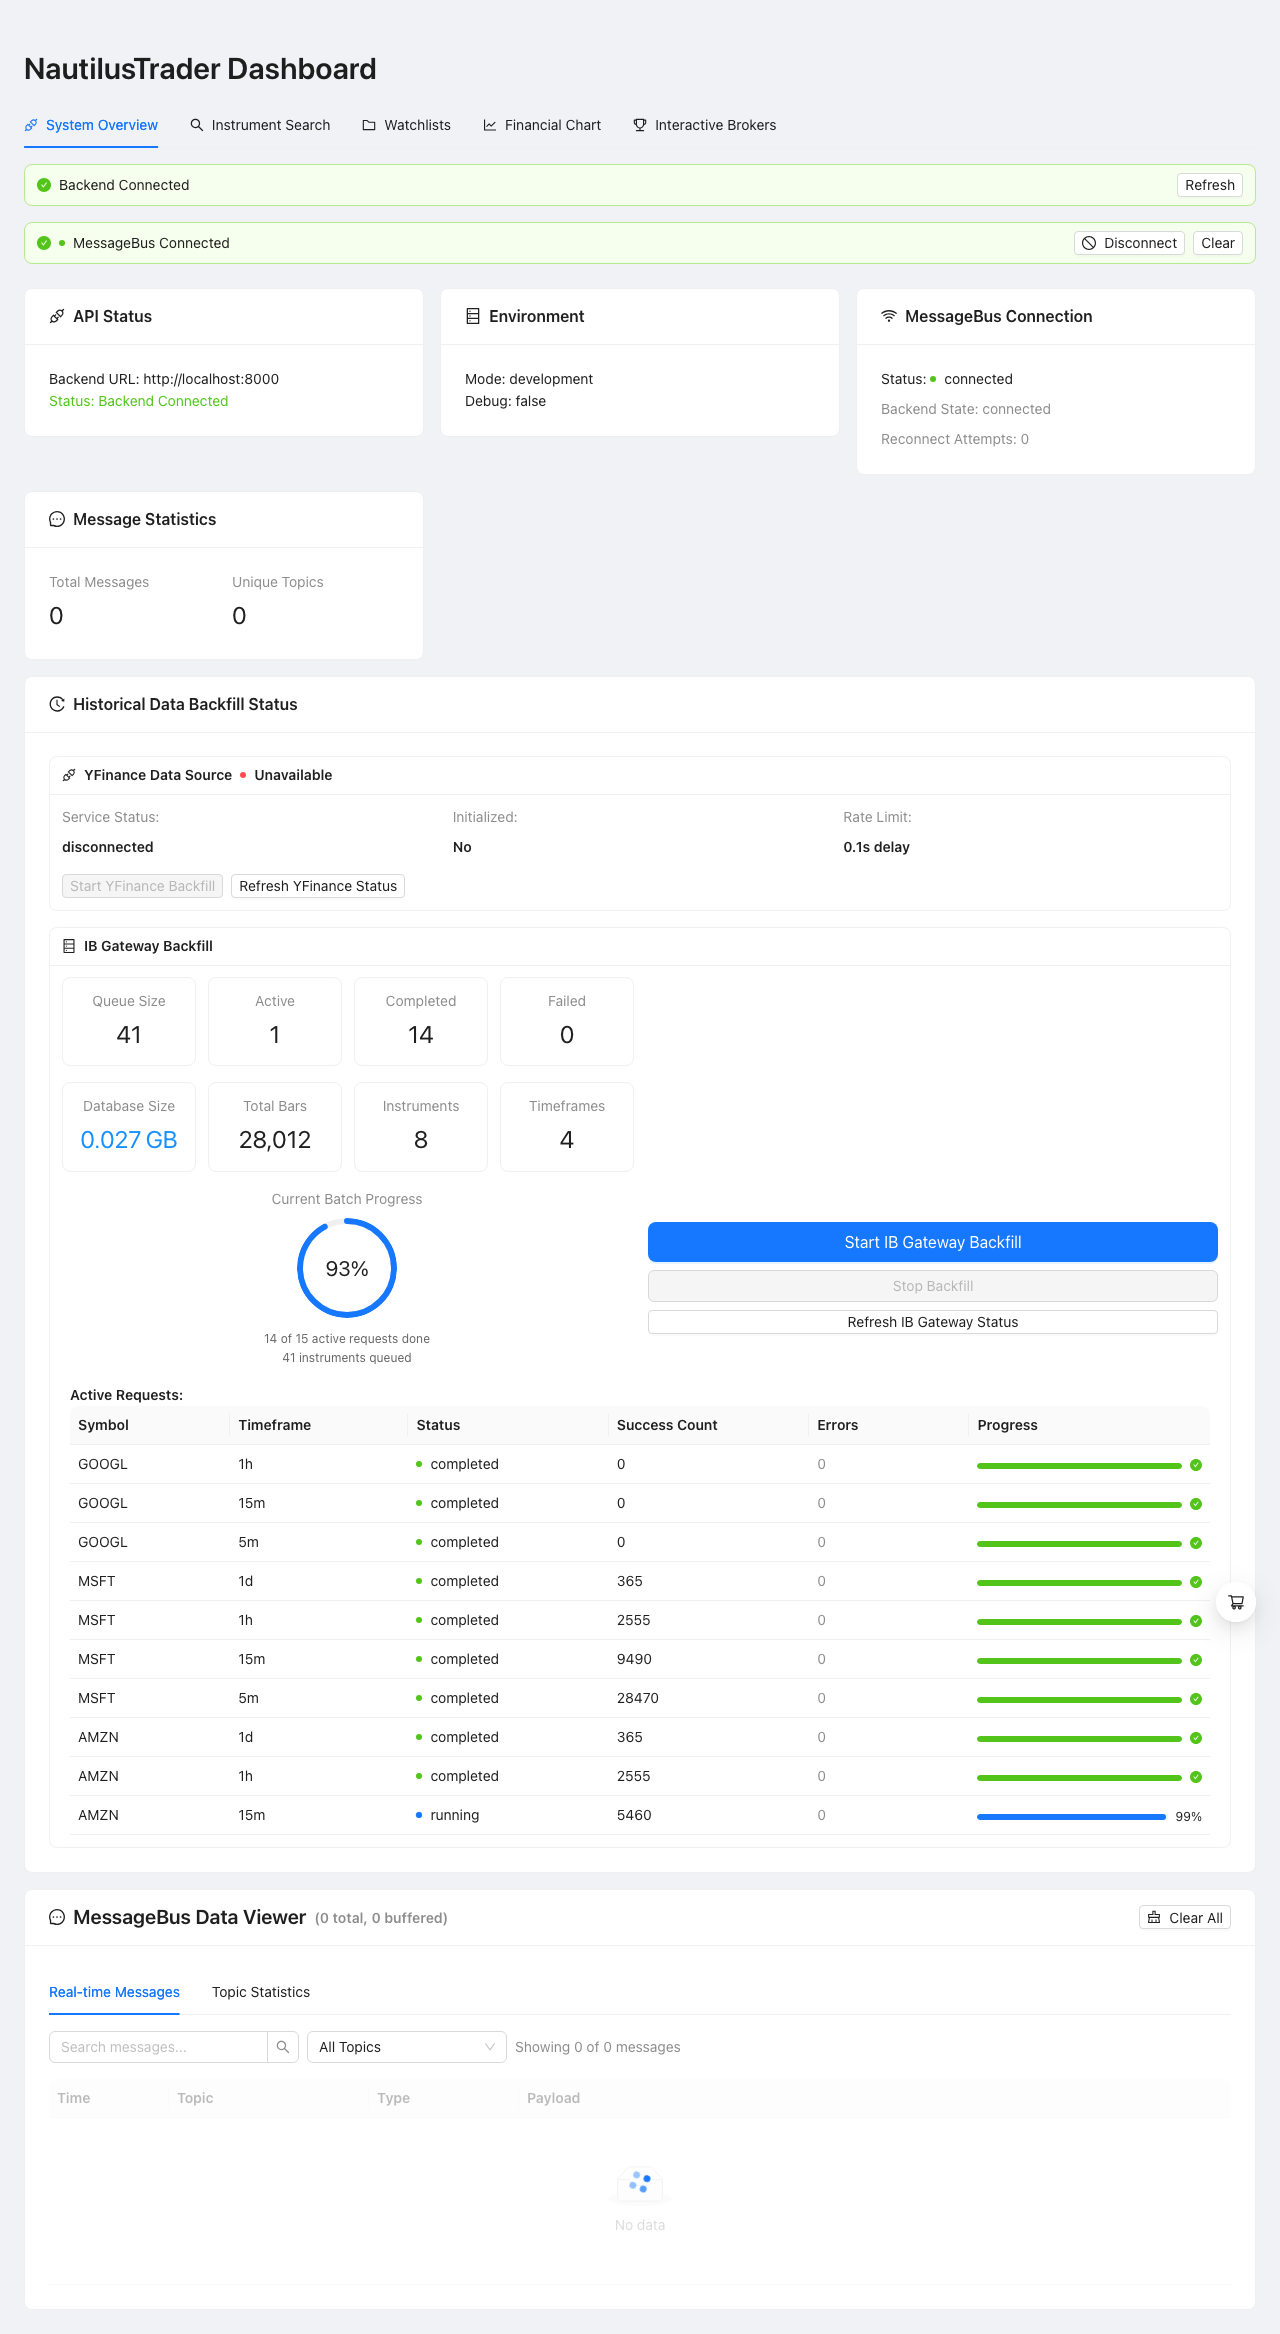 NautilusTrader Dashboard
System Overview Instrument Search Watchlists Financial Chart Interactive Brokers
Backend Connected Refresh
MessageBus Connected Disconnect Clear
API Status
Backend URL: http://localhost:8000
Status: Backend Connected
Environment
Mode: development
Debug: false
MessageBus Connection
Status: connected
Backend State: connected
Reconnect Attempts: 0
Message Statistics
Total Messages Unique Topics
0 0
Historical Data Backfill Status
YFinance Data Source Unavailable
Service Status: Initialized: Rate Limit:
disconnected No 0.1s delay
Start YFinance Backfill Refresh YFinance Status
IB Gateway Backfill
Queue Size Active Completed Failed
41 1 14 0
Database Size Total Bars Instruments Timeframes
0.027 GB 28,012 8 4
Current Batch Progress
93%
14 of 15 active requests done
41 instruments queued
Start IB Gateway Backfill
Stop Backfill
Refresh IB Gateway Status
Active Requests:
Symbol Timeframe Status Success Count Errors Progress
GOOGL 1h completed 0 0
GOOGL 15m completed 0 0
GOOGL 5m completed 0 0
MSFT 1d completed 365 0
MSFT 1h completed 2555 0
MSFT 15m completed 9490 0
MSFT 5m completed 28470 0
AMZN 1d completed 365 0
AMZN 1h completed 2555 0
AMZN 15m running 5460 0 99%
MessageBus Data Viewer (0 total, 0 buffered) Clear All
Real-time Messages Topic Statistics
Search messages... All Topics Showing 0 of 0 messages
Time Topic Type Payload
No data